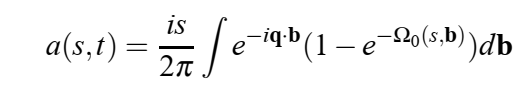 a(s,t) = \frac{is}{2\pi} \int e^{-i\mathbf{q}\cdot\mathbf{b}} (1 - e^{-\Omega_0(s,\mathbf{b})}) d\mathbf{b}